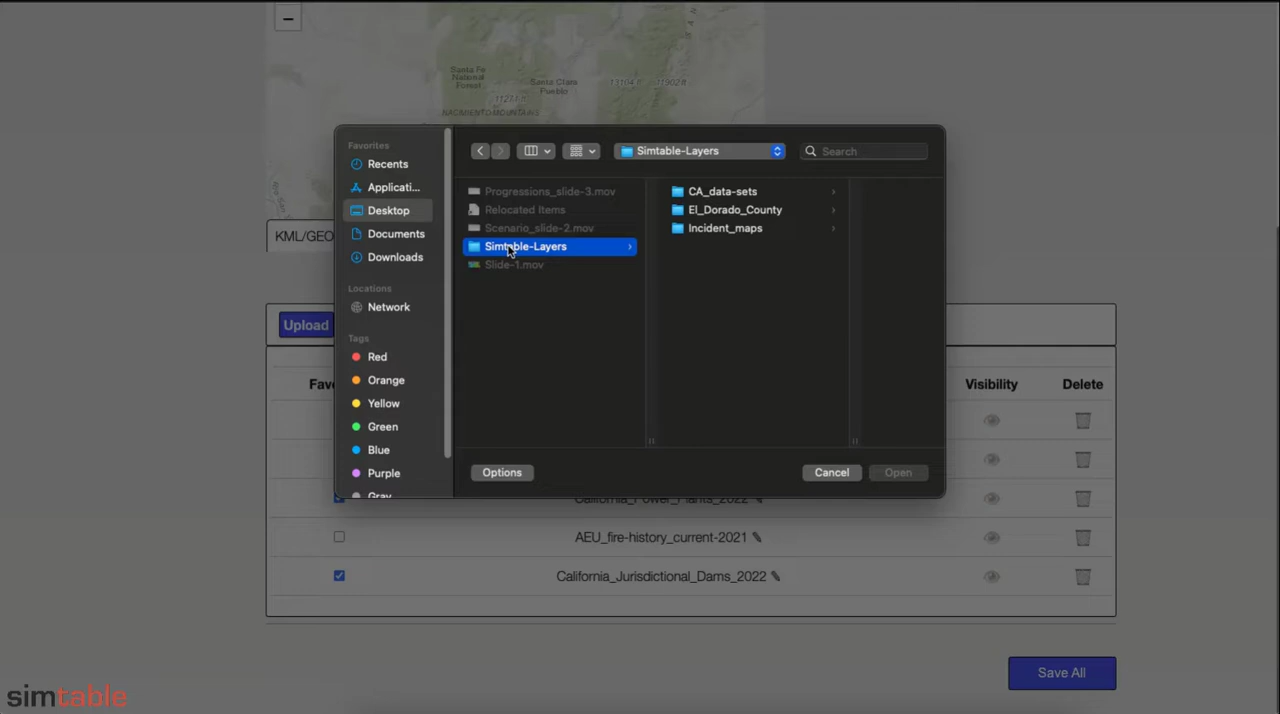 −
Santa Fe
National
Forest
Santa Clara
Pueblo
13104 ft
11902 ft
11271 ft
NACIMIENTO MOUNTAINS
KML/GEO
Favorites
Recents
Applicati...
Desktop
Documents
Downloads
Locations
Network
Tags
Red
Orange
Yellow
Green
Blue
Purple
Gray
Simtable-Layers
Search
Progressions_slide-3.mov
Relocated Items
Scenario_slide-2.mov
Simtable-Layers
Slide-1.mov
CA_data-sets
El_Dorado_County
Incident_maps
Options
Cancel
Open
Upload
Visibility
Delete
California_Power_Plants_2022
AEU_fire-history_current-2021
California_Jurisdictional_Dams_2022
Save All
simtable